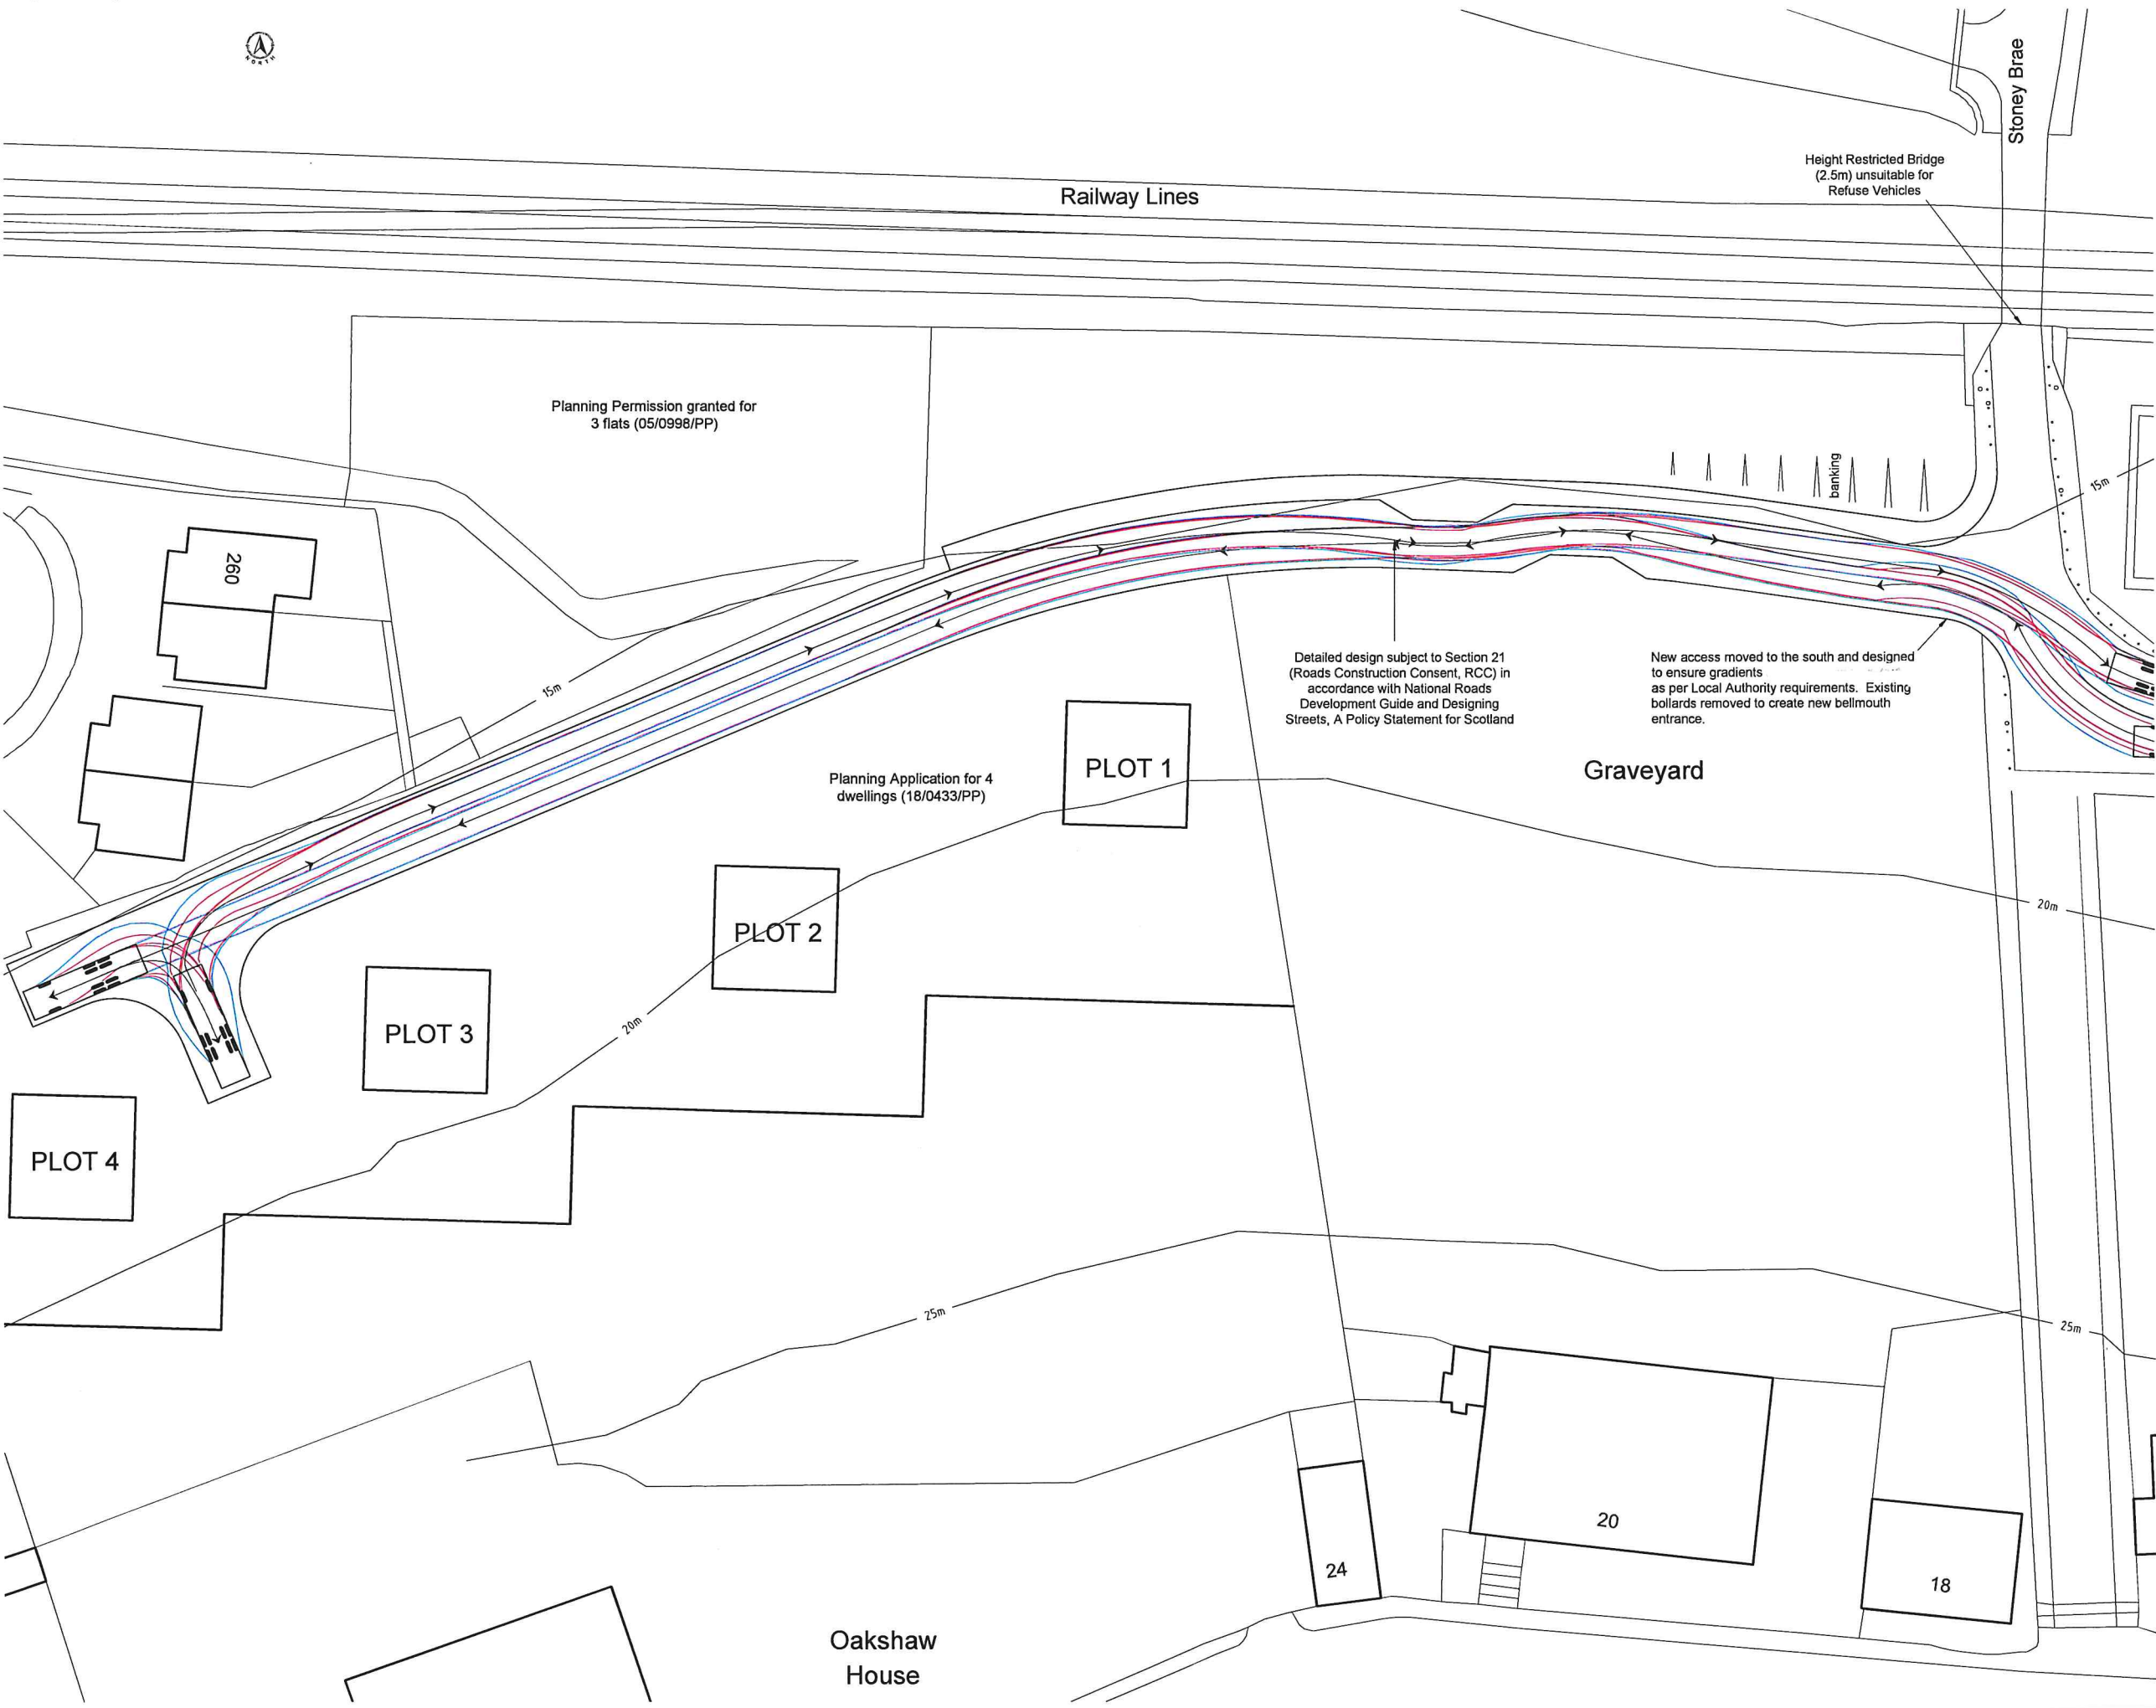 NORTH
Stoney Brae
Height Restricted Bridge
(2.5m) unsuitable for
Refuse Vehicles
Railway Lines
Planning Permission granted for
3 flats (05/0998/PP)
banking
15m
260
15m
Detailed design subject to Section 21
(Roads Construction Consent, RCC) in
accordance with National Roads
Development Guide and Designing
Streets, A Policy Statement for Scotland
New access moved to the south and designed
to ensure gradients
as per Local Authority requirements. Existing
bollards removed to create new bellmouth
entrance.
Planning Application for 4
dwellings (18/0433/PP)
PLOT 1
Graveyard
PLOT 2
20m
PLOT 3
20m
PLOT 4
25m
25m
20
24
18
Oakshaw
House